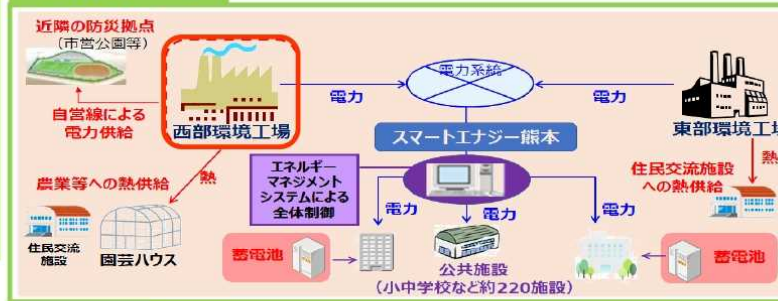 近隣の防災拠点
(市営公園等)
自営線による
電力供給
西部環境工場
電力
電力系統
電力
東部環境工場
スマートエナジー熊本
熱
住民交流施設
への熱供給
農業等への熱供給
熱
エネルギー
マネジメント
システムによる
全体制御
電力
電力
電力
住民交流
施設
園芸ハウス
蓄電池
公共施設
(小中学校など約220施設)
蓄電池